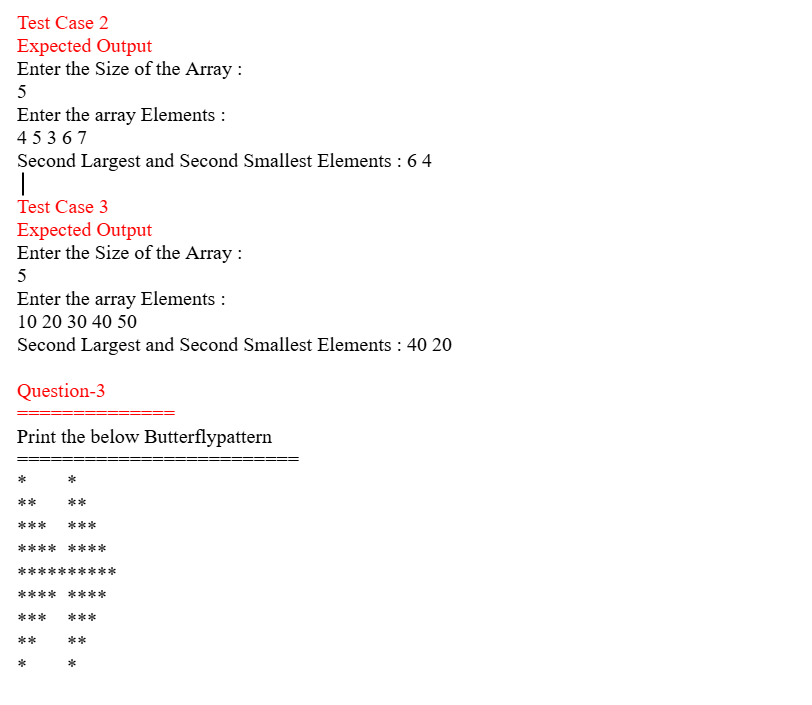 Test Case 2
Expected Output
Enter the Size of the Array :
5
Enter the array Elements :
4 5 3 6 7
Second Largest and Second Smallest Elements : 6 4
Test Case 3
Expected Output
Enter the Size of the Array :
5
Enter the array Elements :
10 20 30 40 50
Second Largest and Second Smallest Elements : 40 20
Question-3
==============
Print the below Butterflypattern
=========================
*        *
**      **
***    ***
****  ****
**********
****  ****
***    ***
**      **
*        *